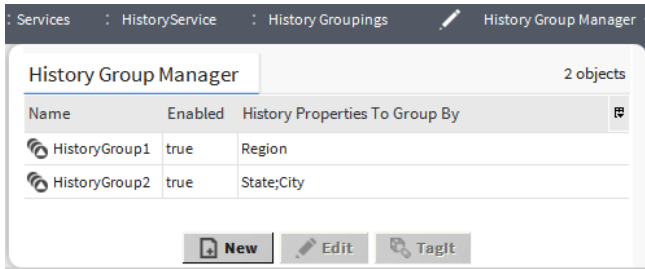 : Services : HistoryService : History Groupings History Group Manager
History Group Manager 2 objects
Name Enabled History Properties To Group By
HistoryGroup1 true Region
HistoryGroup2 true State;City
New Edit TagIt